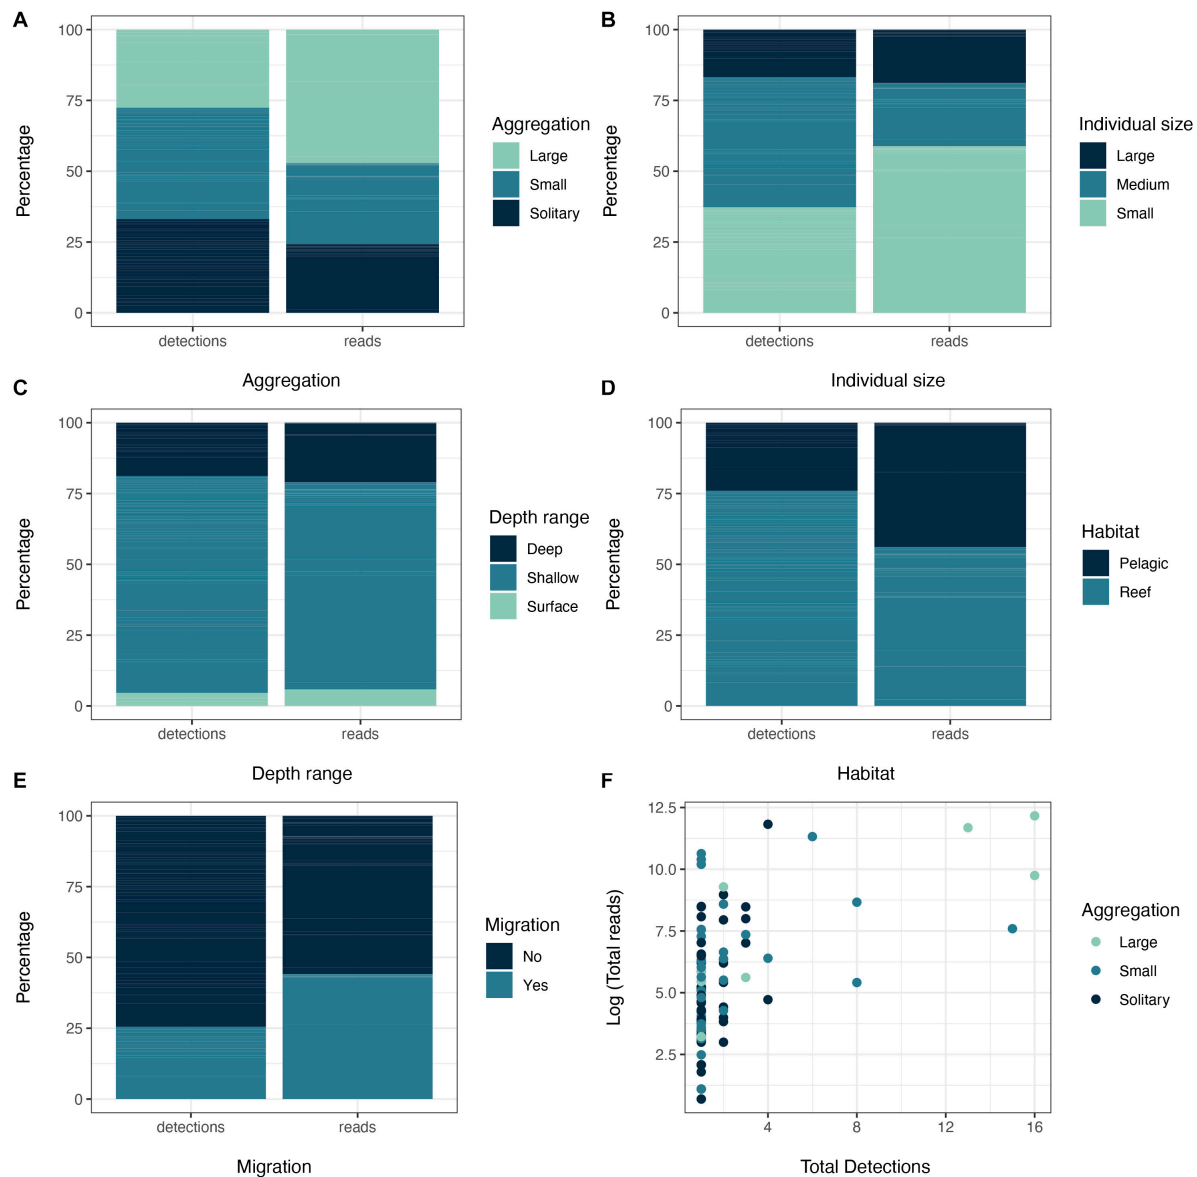 A
100
75
50
25
0
Percentage
detections
reads
Aggregation
Aggregation
Large
Small
Solitary
B
100
75
50
25
0
Percentage
detections
reads
Individual size
Individual size
Large
Medium
Small
C
100
75
50
25
0
Percentage
detections
reads
Depth range
Depth range
Deep
Shallow
Surface
D
100
75
50
25
0
Percentage
detections
reads
Habitat
Habitat
Pelagic
Reef
E
100
75
50
25
0
Percentage
detections
reads
Migration
Migration
No
Yes
F
12.5
10.0
7.5
5.0
2.5
Log (Total reads)
4
8
12
16
Total Detections
Aggregation
Large
Small
Solitary